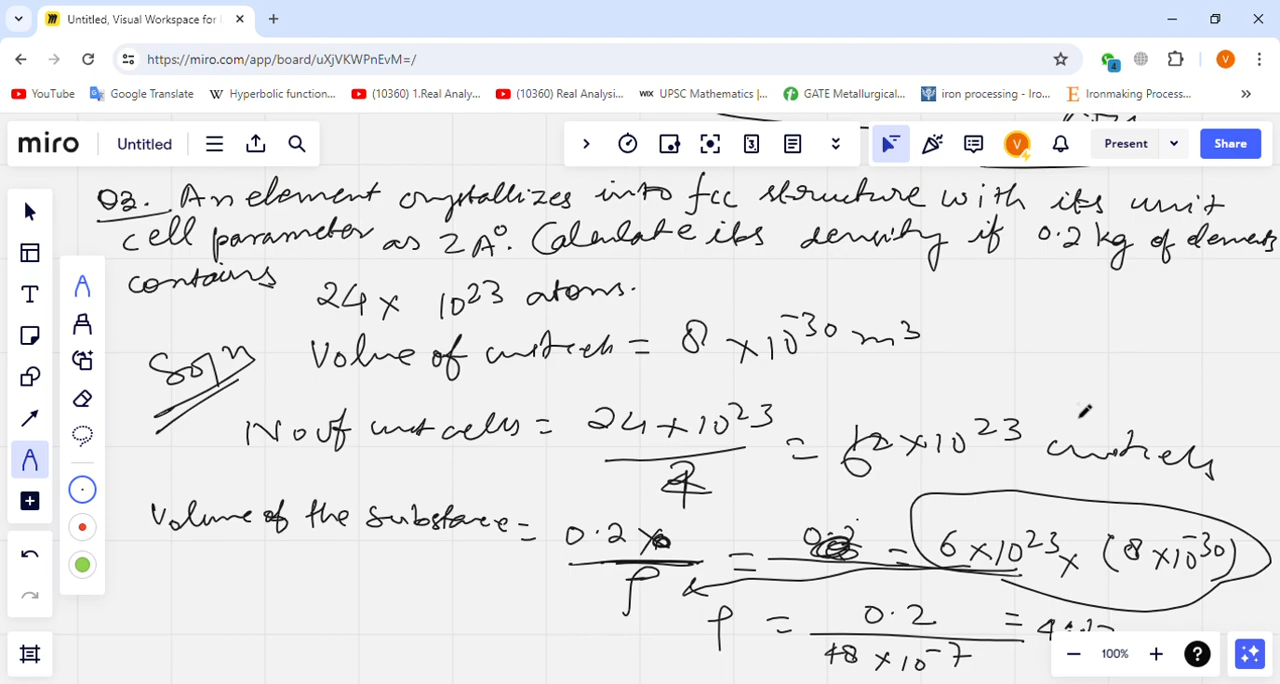 Untitled, Visual Workspace for
https://miro.com/app/board/uXjVKWPnEvM=/
4
V
YouTube Google Translate Hyperbolic function... (10360) 1.Real Analy... (10360) Real Analysi... WIX UPSC Mathematics |... GATE Metallurgical... iron processing - Iro... Ironmaking Process...
miro Untitled 3 V Present Share
Q2. An element crystallizes into fcc structure with its unit
cell parameter as 2A°. Calculate its density if 0.2 kg of element
contains
24 × 10^23 atoms.
Soln
Volume of unit cell = 8 × 10^-30 m^3
No of unit cells = 24 × 10^23 / 4 = 6 × 10^23 unit cells
Volume of the substance = 0.2 / ρ = = 6 × 10^23 × (8 × 10^-30)
ρ = 0.2 / 48 × 10^-7 =
100%